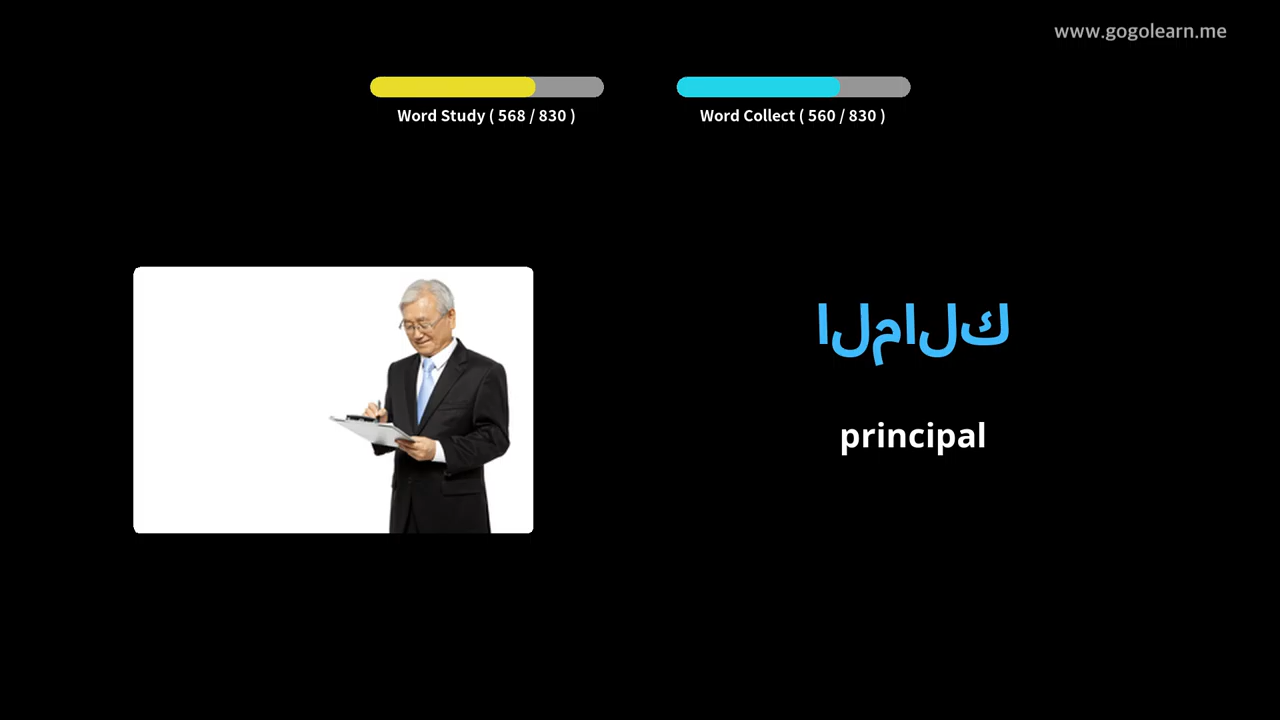 www.gogolearn.me
Word Study ( 568 / 830 )
Word Collect ( 560 / 830 )
المالك
principal